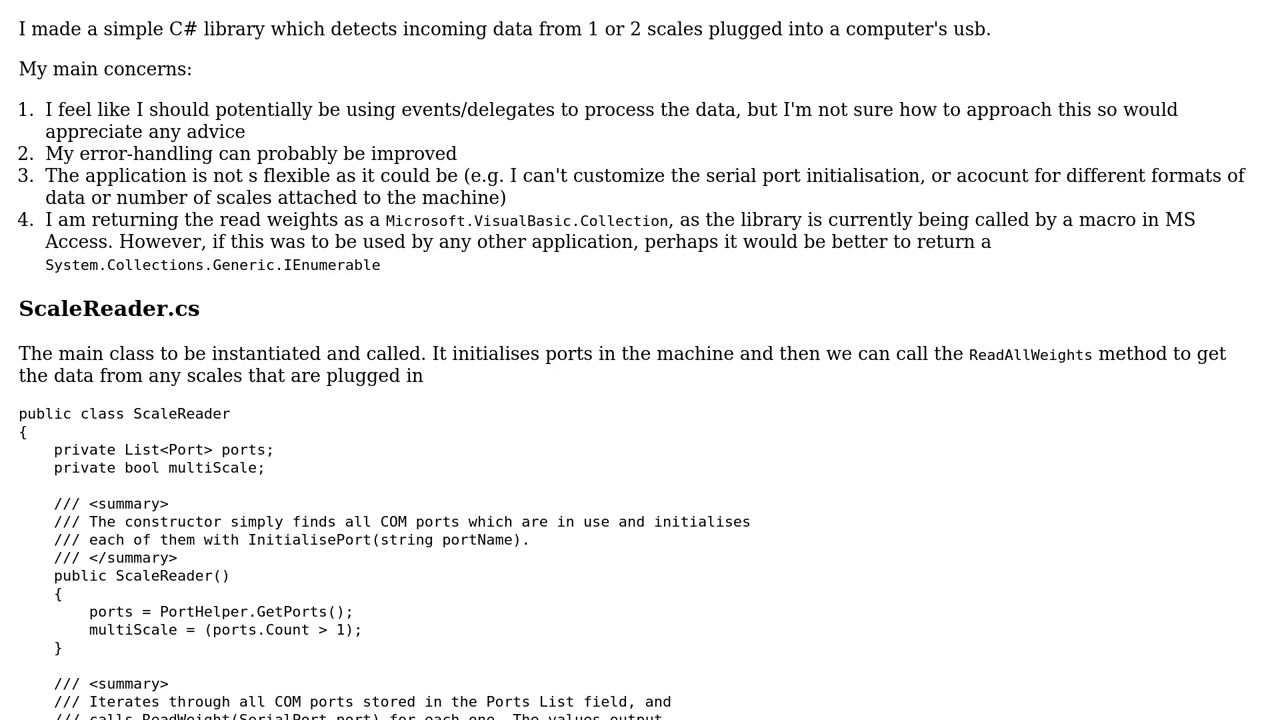 I made a simple C# library which detects incoming data from 1 or 2 scales plugged into a computer's usb.
My main concerns:
1. I feel like I should potentially be using events/delegates to process the data, but I'm not sure how to approach this so would
appreciate any advice
2. My error-handling can probably be improved
3. The application is not s flexible as it could be (e.g. I can't customize the serial port initialisation, or acocunt for different formats of
data or number of scales attached to the machine)
4. I am returning the read weights as a Microsoft.VisualBasic.Collection, as the library is currently being called by a macro in MS
Access. However, if this was to be used by any other application, perhaps it would be better to return a
System.Collections.Generic.IEnumerable
ScaleReader.cs
The main class to be instantiated and called. It initialises ports in the machine and then we can call the ReadAllWeights method to get
the data from any scales that are plugged in
public class ScaleReader
{
    private List<Port> ports;
    private bool multiScale;
    /// <summary>
    /// The constructor simply finds all COM ports which are in use and initialises
    /// each of them with InitialisePort(string portName).
    /// </summary>
    public ScaleReader()
    {
        ports = PortHelper.GetPorts();
        multiScale = (ports.Count > 1);
    }
    /// <summary>
    /// Iterates through all COM ports stored in the Ports List field, and
    /// calls ReadWeight(SerialPort port) for each one. The values output